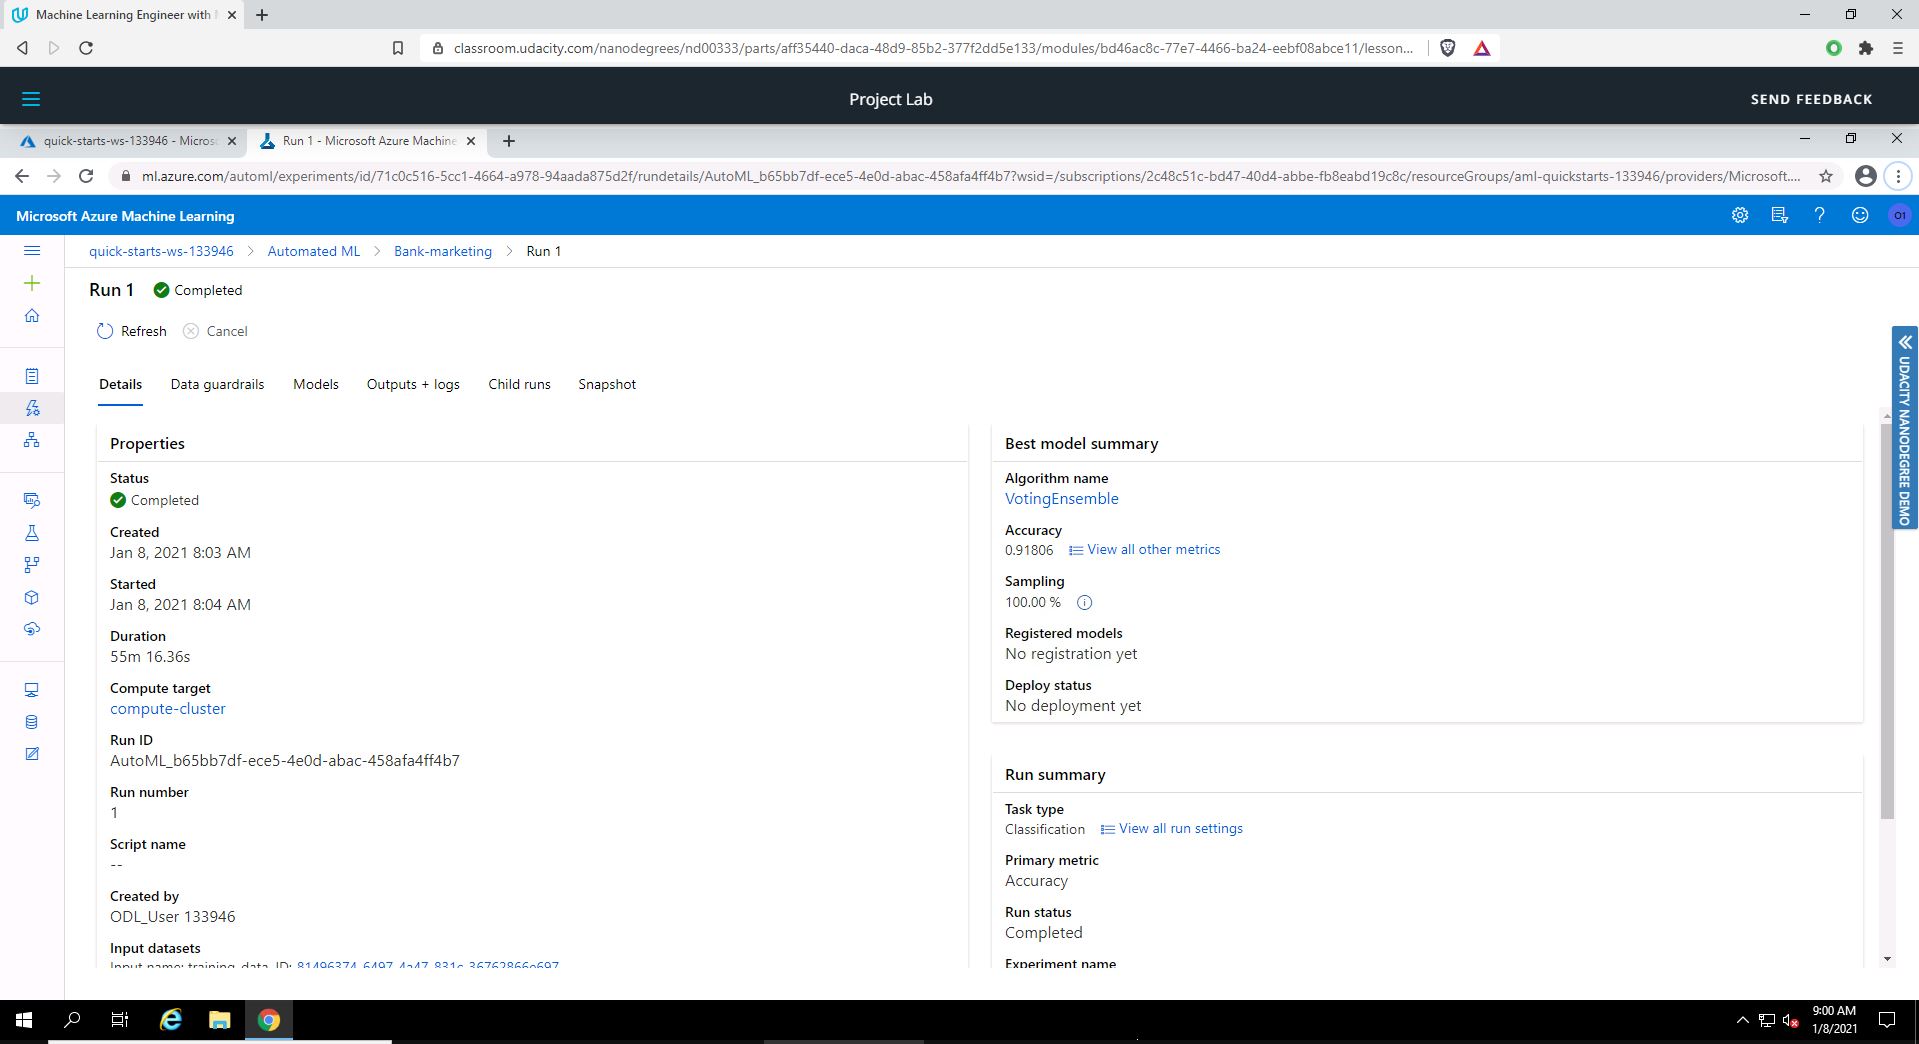 Machine Learning Engineer with
classroom.udacity.com/nanodegrees/nd00333/parts/aff35440-daca-48d9-85b2-377f2dd5e133/modules/bd46ac8c-77e7-4466-ba24-eebf08abce11/lesson...
Project Lab
SEND FEEDBACK
quick-starts-ws-133946 - Micros
Run 1 - Microsoft Azure Machine
ml.azure.com/automl/experiments/id/71c0c516-5cc1-4664-a978-94aada875d2f/rundetails/AutoML_b65bb7df-ece5-4e0d-abac-458afa4ff4b7?wsid=/subscriptions/2c48c51c-bd47-40d4-abbe-fb8eabd19c8c/resourceGroups/aml-quickstarts-133946/providers/Microsoft....
Microsoft Azure Machine Learning
O1
quick-starts-ws-133946 > Automated ML > Bank-marketing > Run 1
Run 1 Completed
Refresh Cancel
Details Data guardrails Models Outputs + logs Child runs Snapshot
UDACITY NANODEGREE DEMO
Properties
Status
Completed
Created
Jan 8, 2021 8:03 AM
Started
Jan 8, 2021 8:04 AM
Duration
55m 16.36s
Compute target
compute-cluster
Run ID
AutoML_b65bb7df-ece5-4e0d-abac-458afa4ff4b7
Run number
1
Script name
--
Created by
ODL_User 133946
Input datasets
Input name: training_data, ID: 81496374-6497-4a47-831c-36762866e697
Best model summary
Algorithm name
VotingEnsemble
Accuracy
0.91806 View all other metrics
Sampling
100.00 %
Registered models
No registration yet
Deploy status
No deployment yet
Run summary
Task type
Classification View all run settings
Primary metric
Accuracy
Run status
Completed
Experiment name
9:00 AM
1/8/2021